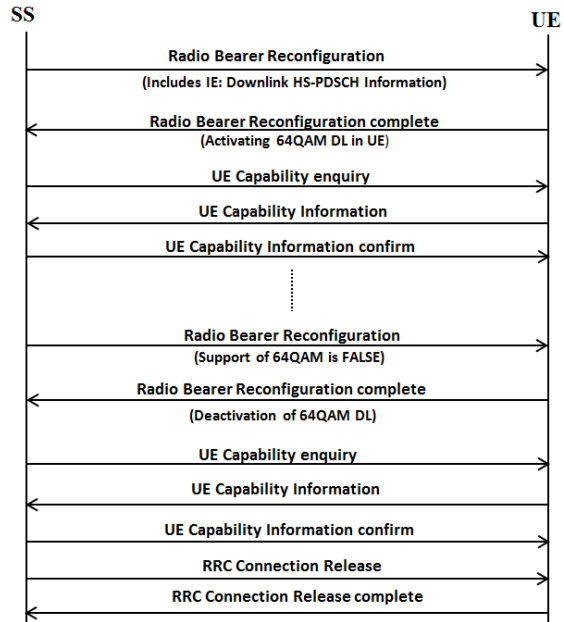 SS
UE
Radio Bearer Reconfiguration
(Includes IE: Downlink HS-PDSCH Information)
Radio Bearer Reconfiguration complete
(Activating 64QAM DL in UE)
UE Capability enquiry
UE Capability Information
UE Capability Information confirm
Radio Bearer Reconfiguration
(Support of 64QAM is FALSE)
Radio Bearer Reconfiguration complete
(Deactivation of 64QAM DL)
UE Capability enquiry
UE Capability Information
UE Capability Information confirm
RRC Connection Release
RRC Connection Release complete